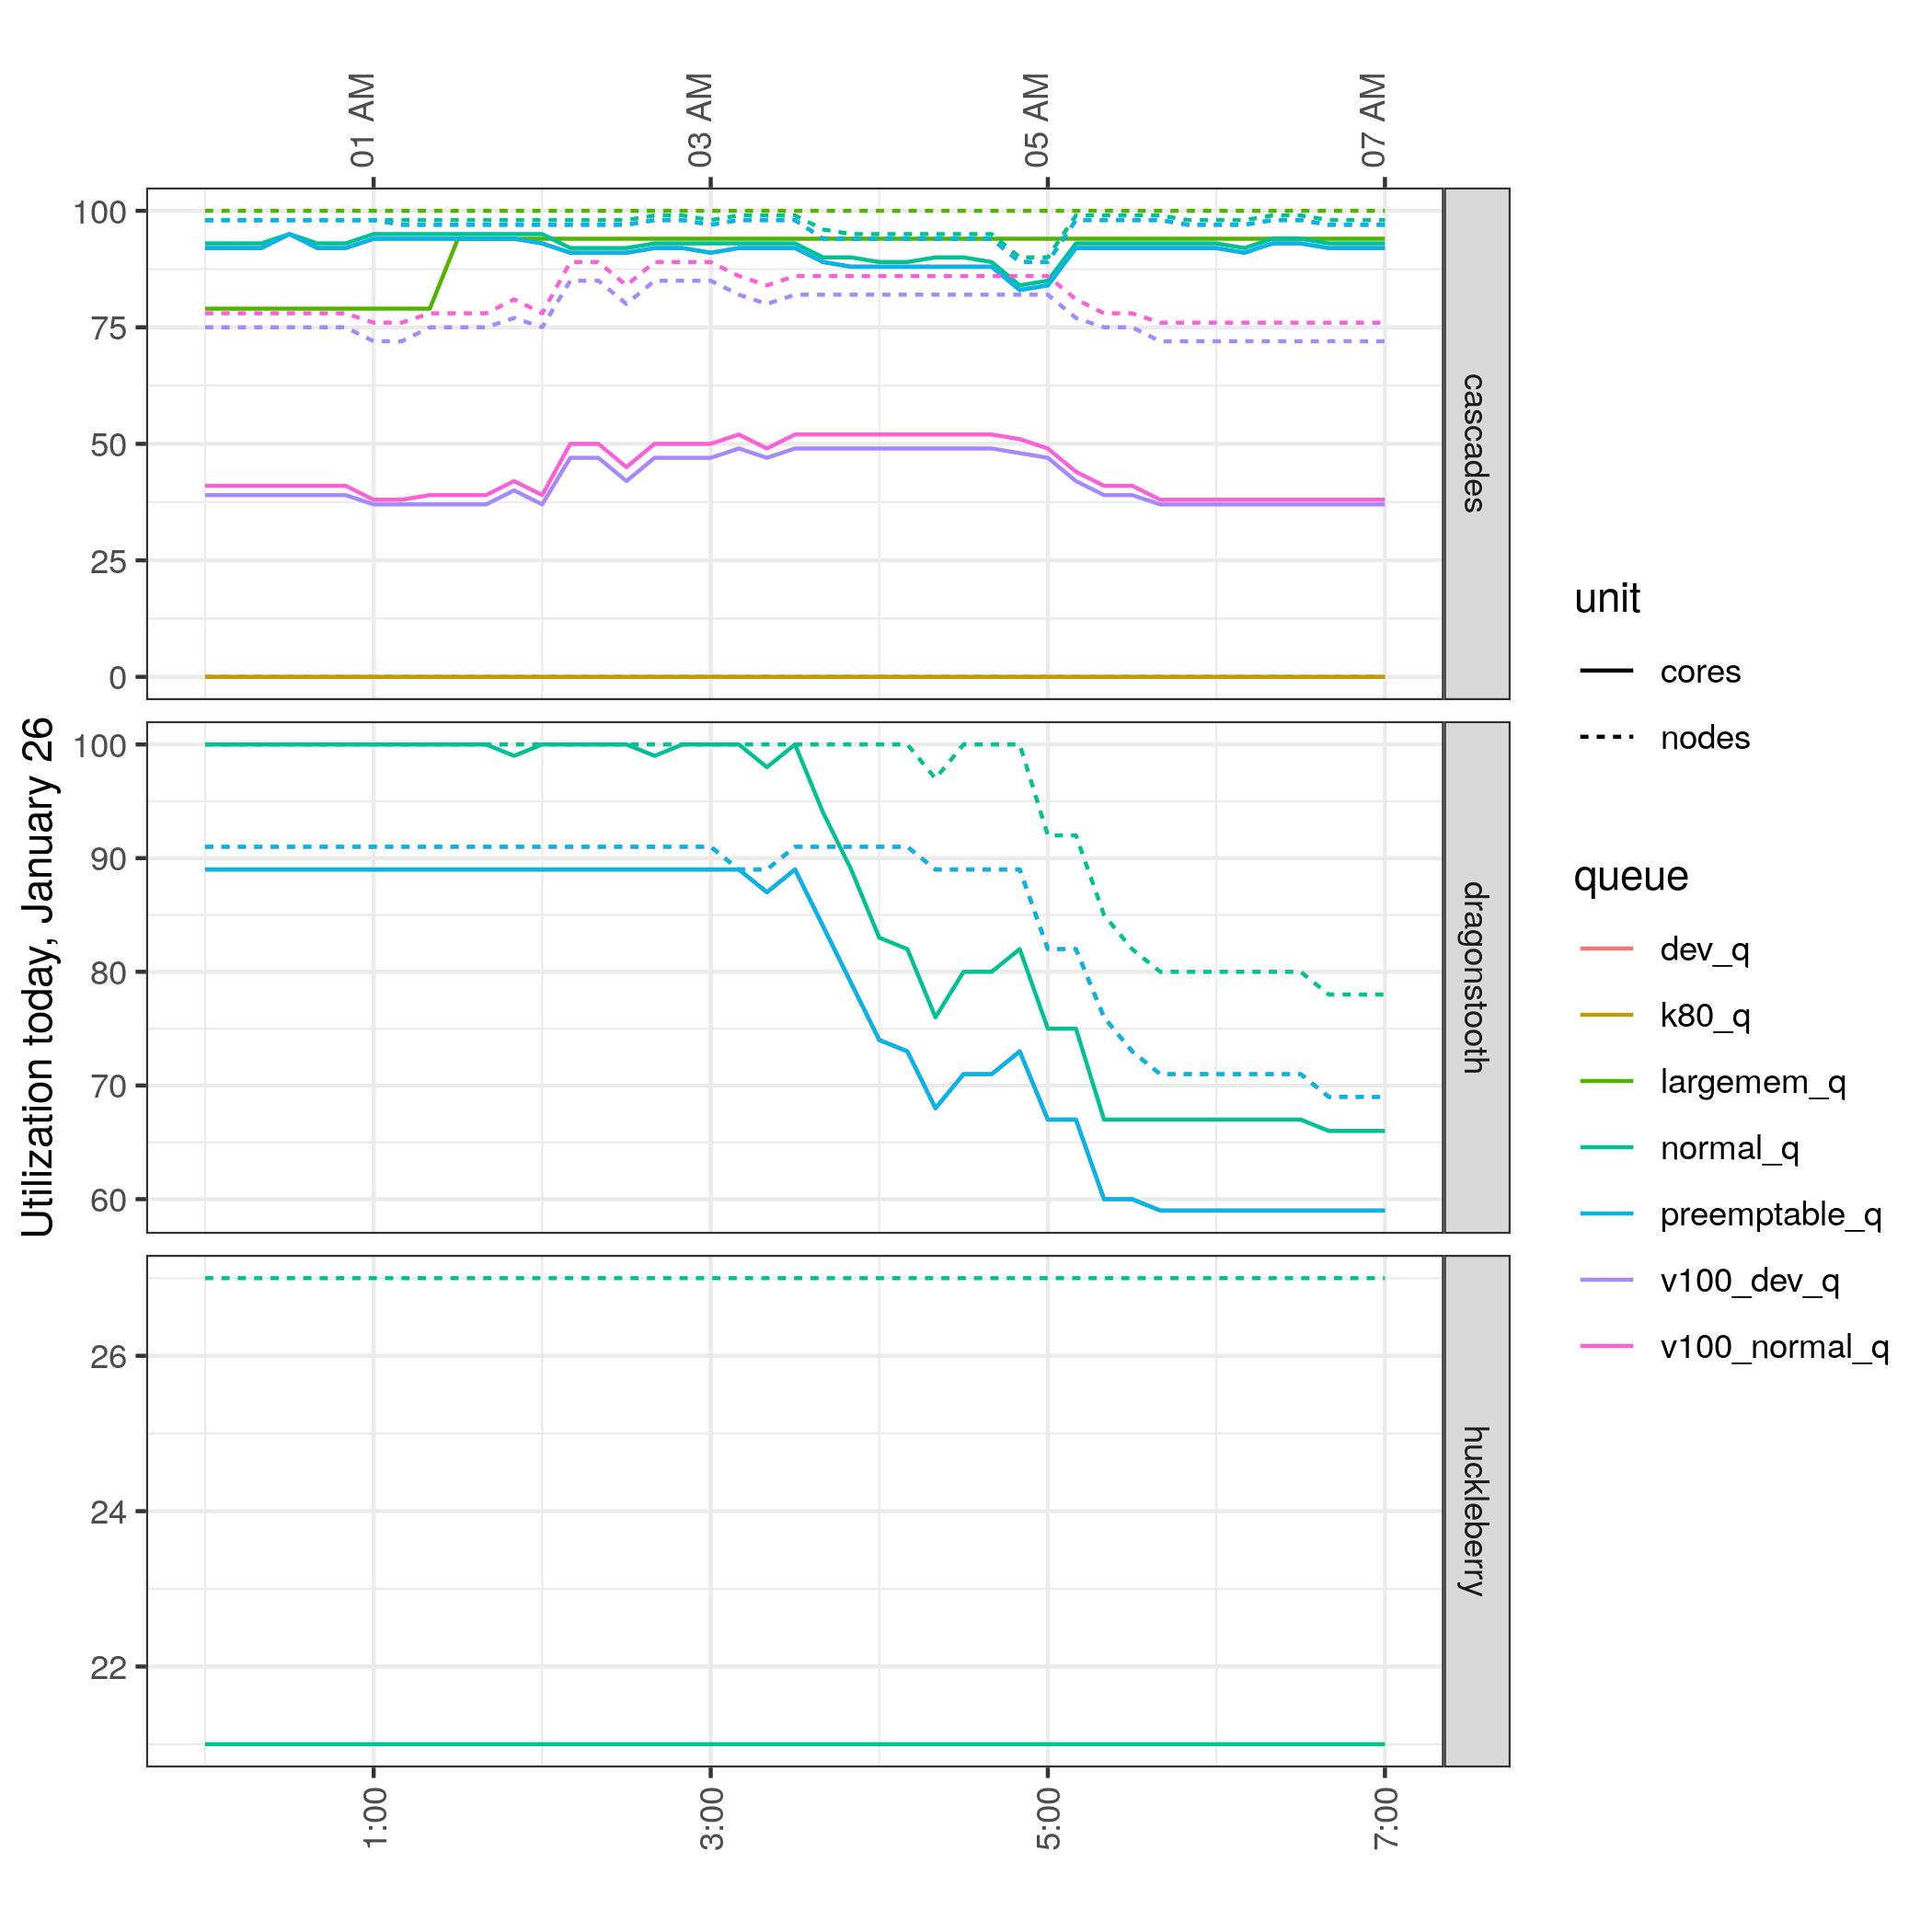 01 AM
03 AM
05 AM
07 AM
Utilization today, January 26
100
75
50
25
0
cascades
100
90
80
70
60
dragonstooth
26
24
22
huckleberry
1:00
3:00
5:00
7:00
unit
cores
nodes
queue
dev_q
k80_q
largemem_q
normal_q
preemptable_q
v100_dev_q
v100_normal_q